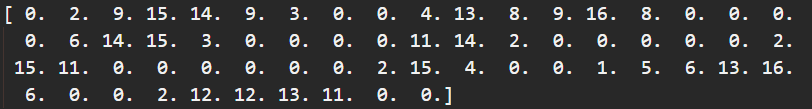 [ 0. 2. 9. 15. 14. 9. 3. 0. 0. 4. 13. 8. 9. 16. 8. 0. 0. 0.
0. 6. 14. 15. 3. 0. 0. 0. 0. 11. 14. 2. 0. 0. 0. 0. 0. 2.
15. 11. 0. 0. 0. 0. 0. 0. 2. 15. 4. 0. 0. 1. 5. 6. 13. 16.
6. 0. 0. 2. 12. 12. 13. 11. 0. 0.]